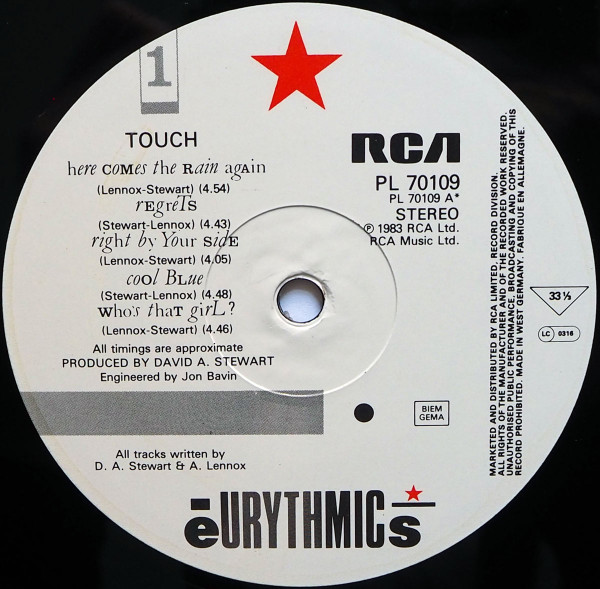 1
TOUCH
here COMes the Rain agAin
(Lennox-Stewart) (4.54)
rEgreTs
(Stewart-Lennox) (4.43)
right by Your sidE
(Lennox-Stewart) (4.05)
coOl BLue
(Stewart-Lennox) (4.48)
wHo's thaT girL?
(Lennox-Stewart) (4.46)
All timings are approximate
PRODUCED BY DAVID A. STEWART
Engineered by Jon Bavin
All tracks written by
D. A. Stewart & A. Lennox
RCA
PL 70109
PL 70109 A*
STEREO
℗ 1983 RCA Ltd.
RCA Music Ltd.
33 ⅓
LC 0316
BIEM
GEMA
MARKETED AND DISTRIBUTED BY RCA LIMITED. RECORD DIVISION.
ALL RIGHTS OF THE MANUFACTURER AND OF THE RECORDED WORK RESERVED.
UNAUTHORISED PUBLIC PERFORMANCE, BROADCASTING AND COPYING OF THIS
RECORD PROHIBITED. MADE IN WEST GERMANY. FABRIQUE EN ALLEMAGNE.
eURYTHMICs